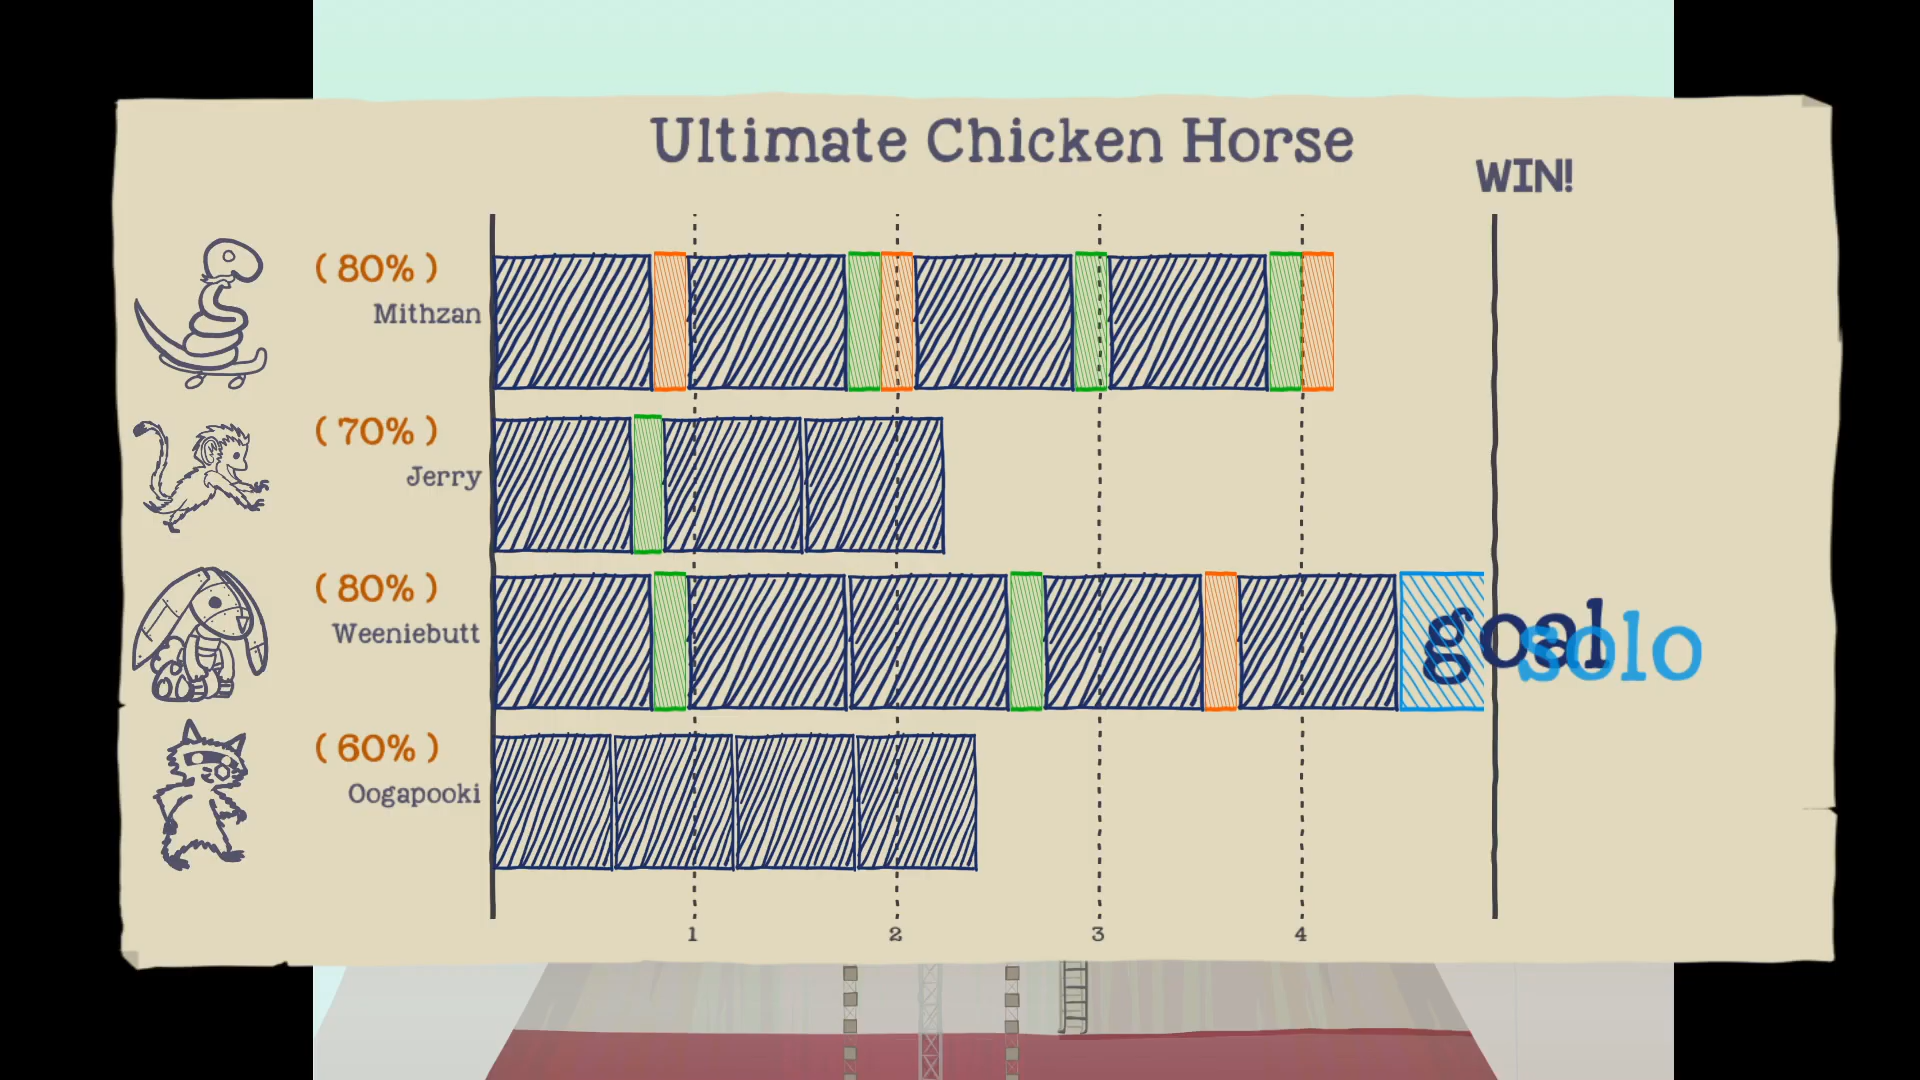 Ultimate Chicken Horse
WIN!
( 80% )
Mithzan
( 70% )
Jerry
( 80% )
Weeniebutt
goal
solo
( 60% )
Oogapooki
1 2 3 4